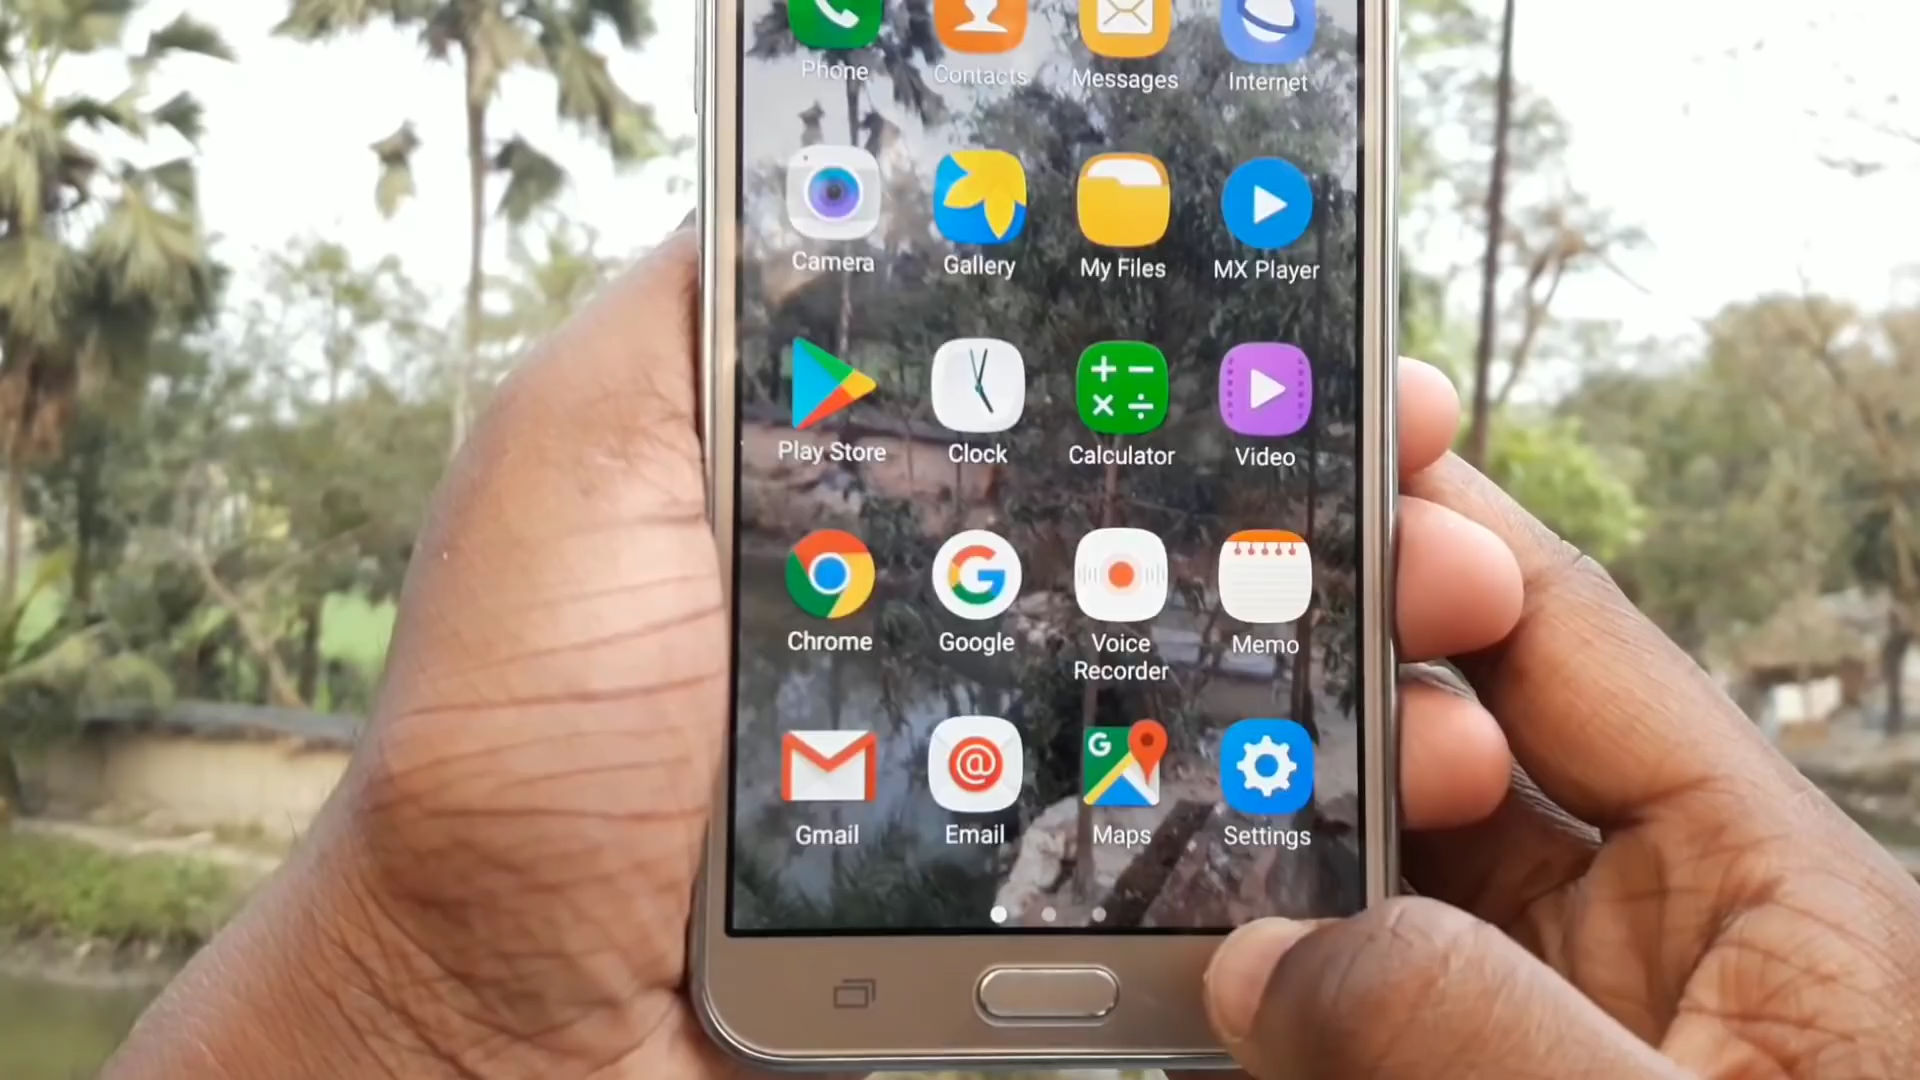 Phone Contacts Messages Internet
Camera Gallery My Files MX Player
Play Store Clock Calculator Video
Chrome Google Voice Recorder Memo
Gmail Email Maps Settings